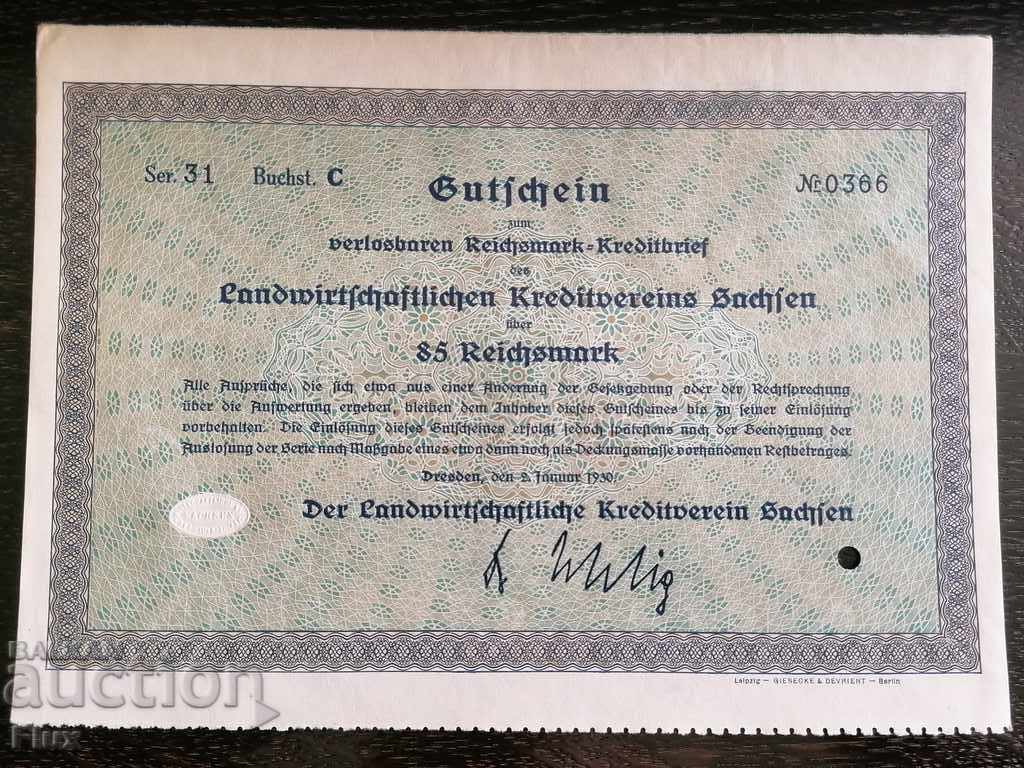 Ser. 31 Buchst. C Gutschein № 0366
zum
verlosbaren Reichsmark-Kreditbrief
des
Landwirtschaftlichen Kreditvereins Sachsen
über
85 Reichsmark
Alle Ansprüche, die sich etwa aus einer Änderung der Gesetzgebung oder der Rechtsprechung
über die Aufwertung ergeben, bleiben dem Inhaber dieses Gutscheines bis zu seiner Einlösung
vorbehalten. Die Einlösung dieses Gutscheines erfolgt jedoch spätestens nach der Beendigung der
Auslosung der Serie nach Maßgabe eines etwa dann noch als Deckungsmasse vorhandenen Restbetrages.
Dresden, den 2. Januar 1930.
Der Landwirtschaftliche Kreditverein Sachsen
Leipzig — GIESECKE & DEVRIENT — Berlin
BALKAN
auction
Flux